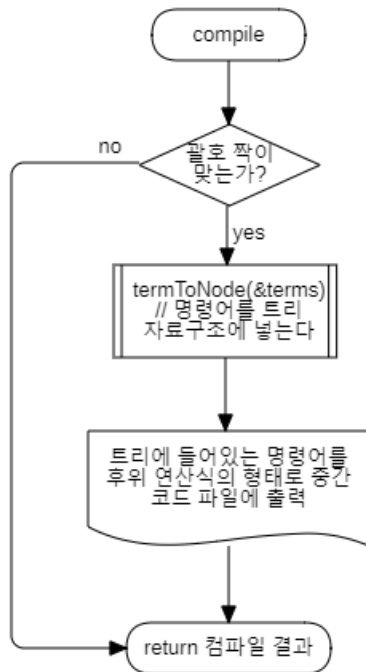 compile
괄호 짝이
맞는가?
no
yes
termToNode(&terms)
// 명령어를 트리
자료구조에 넣는다
트리에 들어있는 명령어를
후위 연산식의 형태로 중간
코드 파일에 출력
return 컴파일 결과